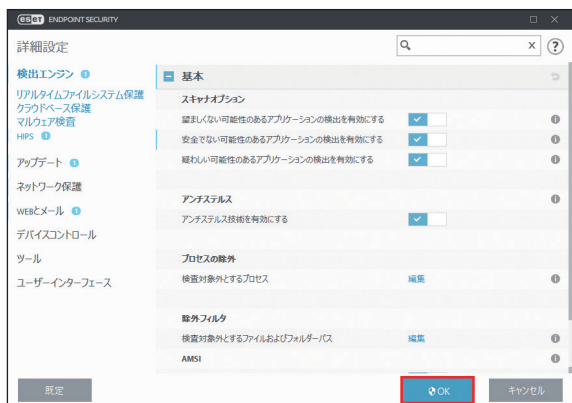 eset ENDPOINT SECURITY
詳細設定
x
?
検出エンジン 1
リアルタイムファイルシステム保護
クラウドベース保護
マルウェア検査
HIPS 1
アップデート 1
ネットワーク保護
WEBとメール 1
デバイスコントロール
ツール
ユーザーインターフェース
基本
スキャナオプション
望ましくない可能性のあるアプリケーションの検出を有効にする
安全でない可能性のあるアプリケーションの検出を有効にする
疑わしい可能性のあるアプリケーションの検出を有効にする
アンチステルス
アンチステルス技術を有効にする
プロセスの除外
検査対象外とするプロセス 編集
除外フィルタ
検査対象外とするファイルおよびフォルダーパス 編集
AMSI
既定
OK
キャンセル